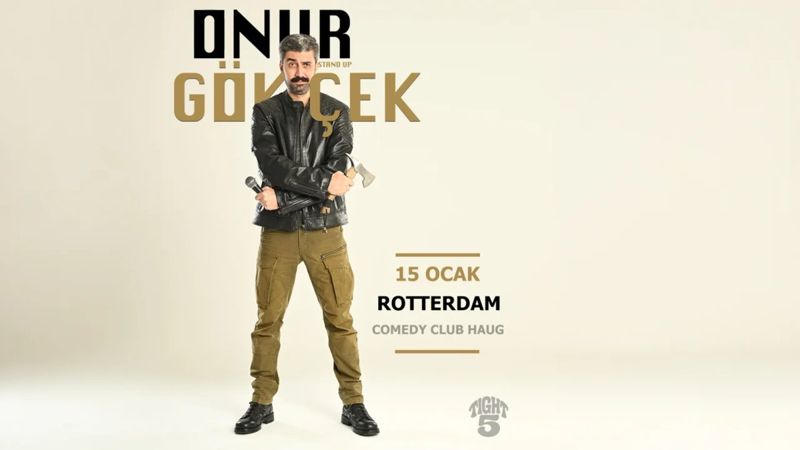 ONUR
STAND UP
GÖKÇEK
15 OCAK
ROTTERDAM
COMEDY CLUB HAUG
TIGHT
5